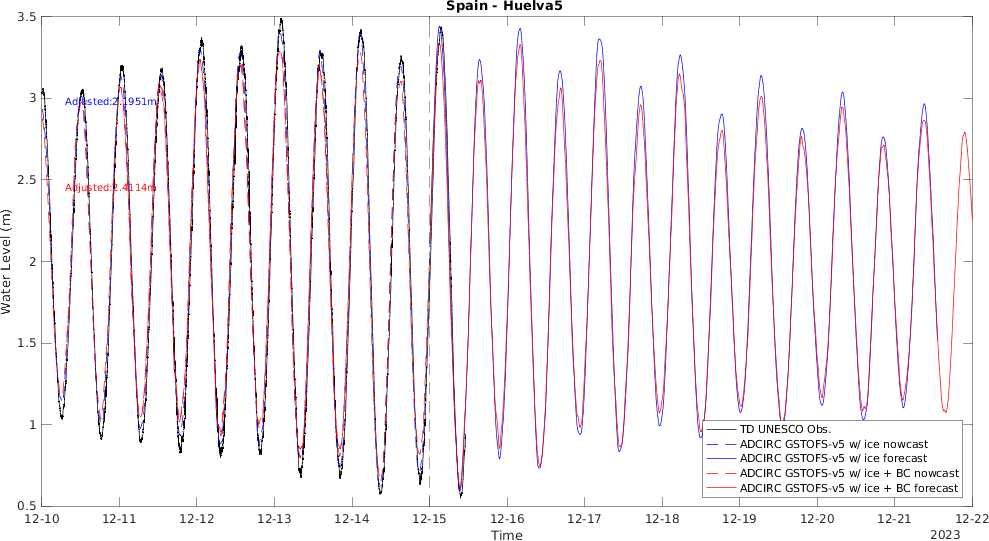 Spain - Huelva5
3.5
3
2.5
2
1.5
1
0.5
Water Level (m)
Adjusted:2.1951m
Adjusted:2.4114m
TD UNESCO Obs.
ADCIRC GSTOFS-v5 w/ ice nowcast
ADCIRC GSTOFS-v5 w/ ice forecast
ADCIRC GSTOFS-v5 w/ ice + BC nowcast
ADCIRC GSTOFS-v5 w/ ice + BC forecast
12-10 12-11 12-12 12-13 12-14 12-15 12-16 12-17 12-18 12-19 12-20 12-21 12-22
Time
2023